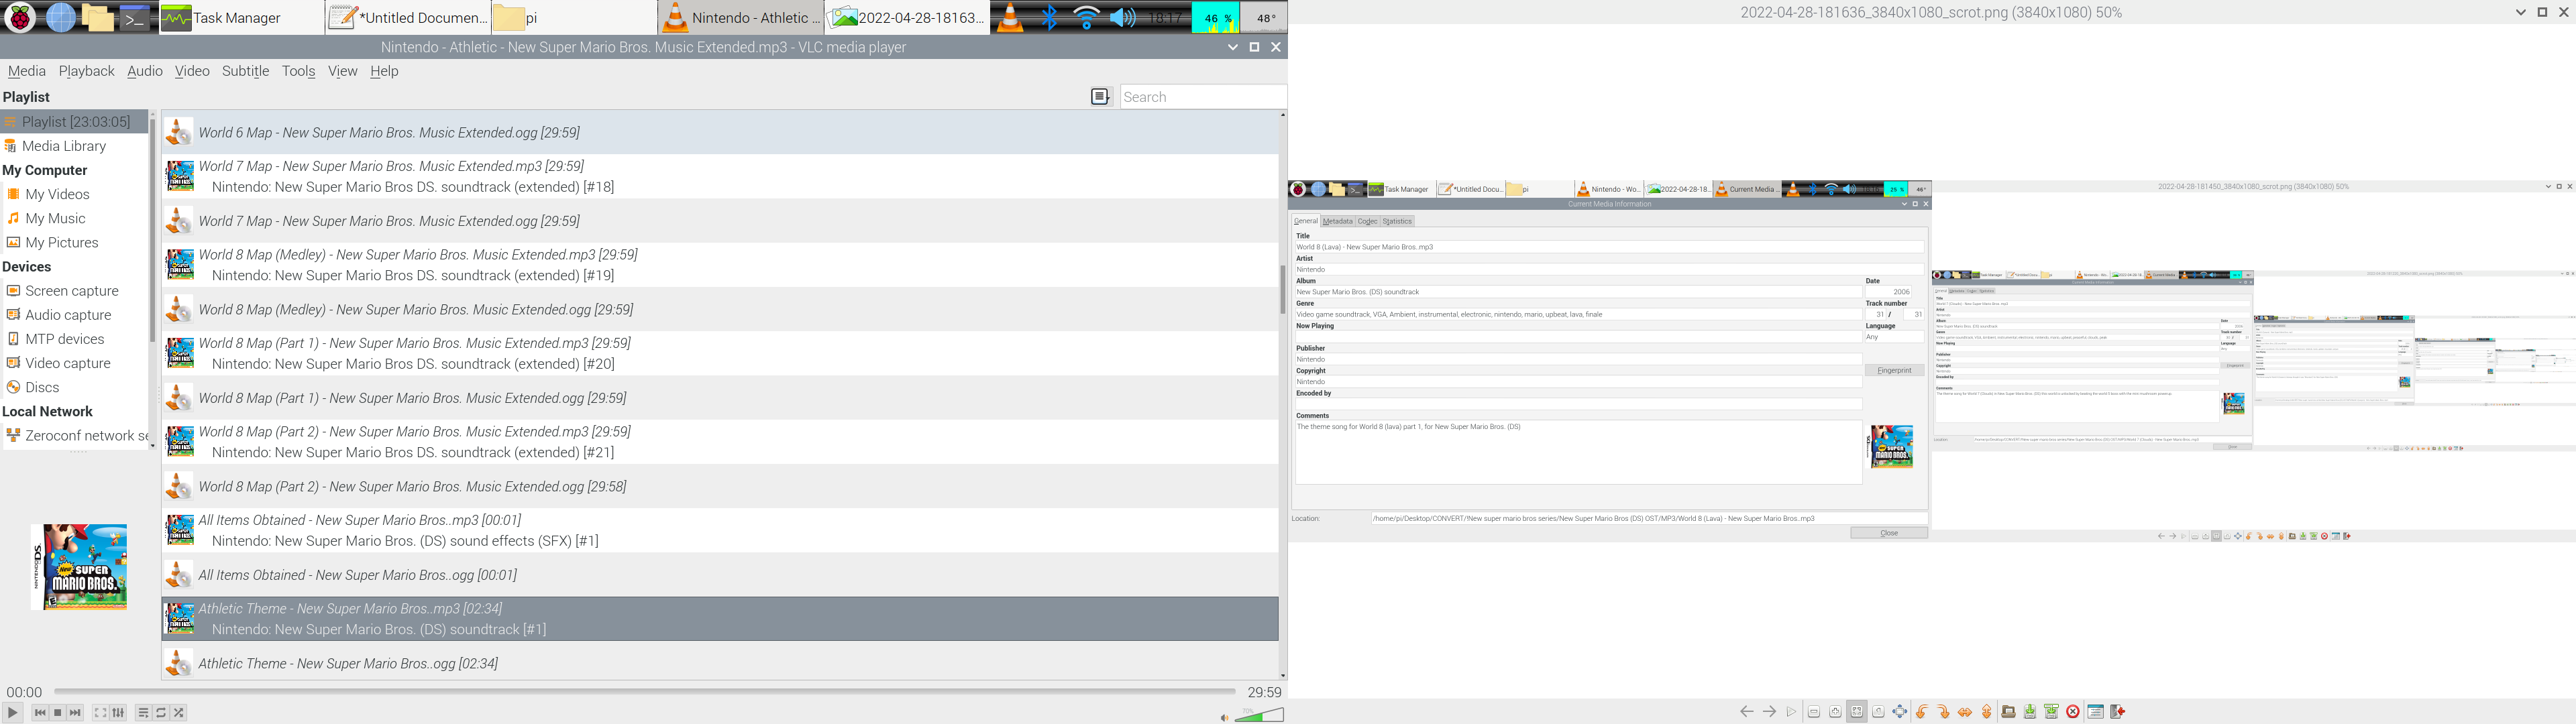 Task Manager
*Untitled Documen...
pi
Nintendo - Athletic ...
2022-04-28-18163...
18:17
46 %
48°
Nintendo - Athletic - New Super Mario Bros. Music Extended.mp3 - VLC media player
Media Playback Audio Video Subtitle Tools View Help
Playlist
Search
Playlist [23:03:05]
Media Library
My Computer
My Videos
My Music
My Pictures
Devices
Screen capture
Audio capture
MTP devices
Video capture
Discs
Local Network
Zeroconf network se
World 6 Map - New Super Mario Bros. Music Extended.ogg [29:59]
World 7 Map - New Super Mario Bros. Music Extended.mp3 [29:59]
Nintendo: New Super Mario Bros DS. soundtrack (extended) [#18]
World 7 Map - New Super Mario Bros. Music Extended.ogg [29:59]
World 8 Map (Medley) - New Super Mario Bros. Music Extended.mp3 [29:59]
Nintendo: New Super Mario Bros DS. soundtrack (extended) [#19]
World 8 Map (Medley) - New Super Mario Bros. Music Extended.ogg [29:59]
World 8 Map (Part 1) - New Super Mario Bros. Music Extended.mp3 [29:59]
Nintendo: New Super Mario Bros DS. soundtrack (extended) [#20]
World 8 Map (Part 1) - New Super Mario Bros. Music Extended.ogg [29:59]
World 8 Map (Part 2) - New Super Mario Bros. Music Extended.mp3 [29:59]
Nintendo: New Super Mario Bros DS. soundtrack (extended) [#21]
World 8 Map (Part 2) - New Super Mario Bros. Music Extended.ogg [29:58]
All Items Obtained - New Super Mario Bros..mp3 [00:01]
Nintendo: New Super Mario Bros. (DS) sound effects (SFX) [#1]
All Items Obtained - New Super Mario Bros..ogg [00:01]
Athletic Theme - New Super Mario Bros..mp3 [02:34]
Nintendo: New Super Mario Bros. (DS) soundtrack [#1]
Athletic Theme - New Super Mario Bros..ogg [02:34]
NINTENDO DS
New
SUPER
MARIO BROS.
00:00
29:59
70%
2022-04-28-181636_3840x1080_scrot.png (3840x1080) 50%
Task Manager
*Untitled Docu...
pi
Nintendo - Wo...
2022-04-28-18...
Current Media ...
25 %
46°
Current Media Information
General Metadata Codec Statistics
Title
World 8 (Lava) - New Super Mario Bros..mp3
Artist
Nintendo
Album
Date
New Super Mario Bros. (DS) soundtrack
2006
Genre
Track number
Video game soundtrack, VGA, Ambient, instrumental, electronic, nintendo, mario, upbeat, lava, finale
31 / 31
Now Playing
Language
Any
Publisher
Nintendo
Copyright
Fingerprint
Nintendo
Encoded by
Comments
The theme song for World 8 (lava) part 1, for New Super Mario Bros. (DS)
SUPER
MARIO BROS.
Location:
/home/pi/Desktop/CONVERT/!New super mario bros series/New Super Mario Bros (DS) OST/MP3/World 8 (Lava) - New Super Mario Bros..mp3
Close
2022-04-28-181450_3840x1080_scrot.png (3840x1080) 50%